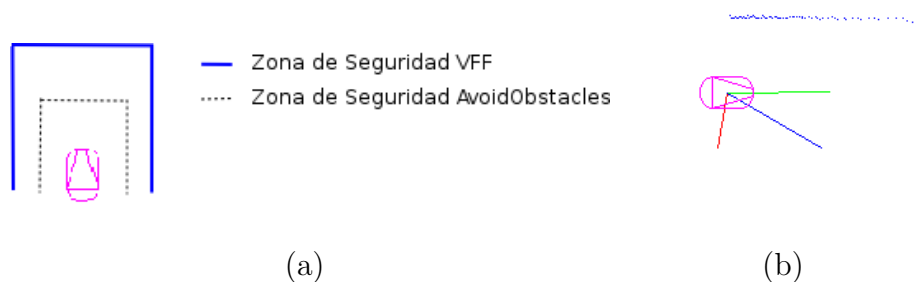 Zona de Seguridad VFF
Zona de Seguridad AvoidObstacles
(a)
(b)